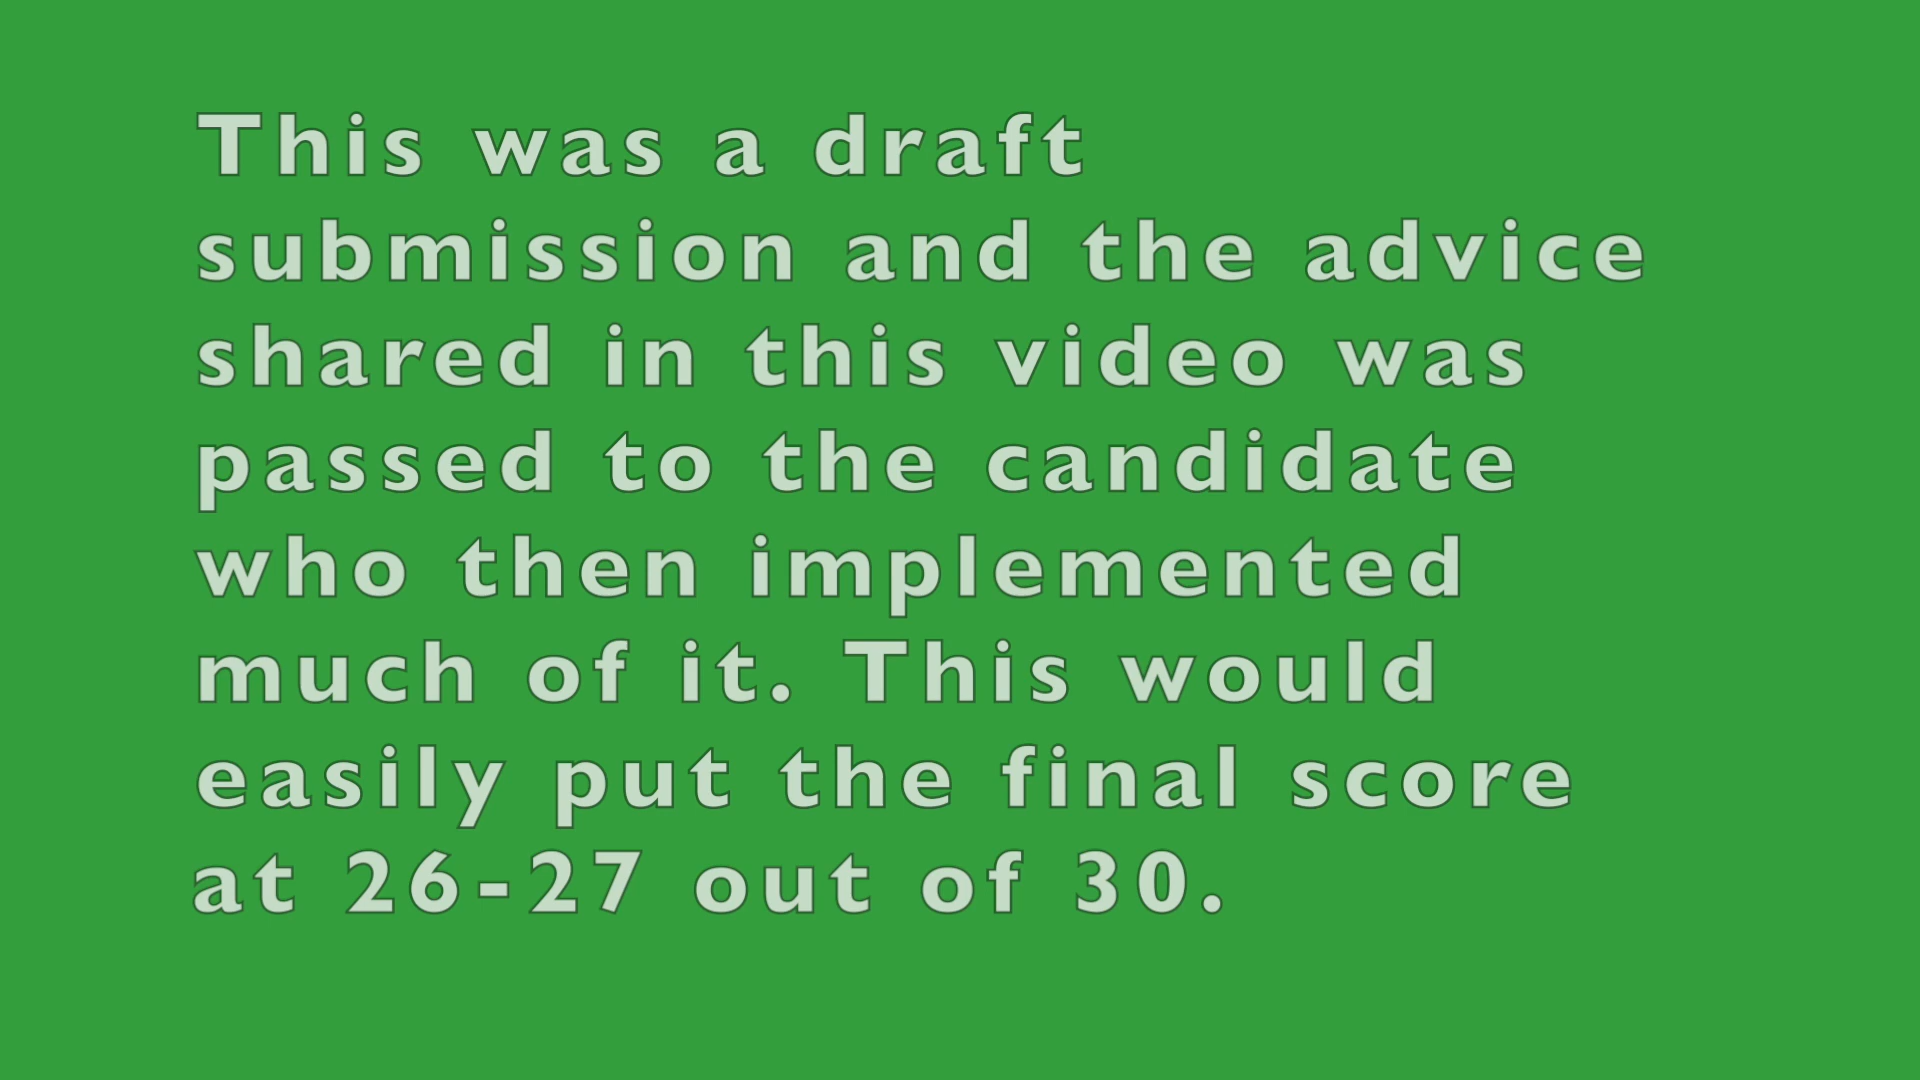 This was a draft
submission and the advice
shared in this video was
passed to the candidate
who then implemented
much of it. This would
easily put the final score
at 26-27 out of 30.